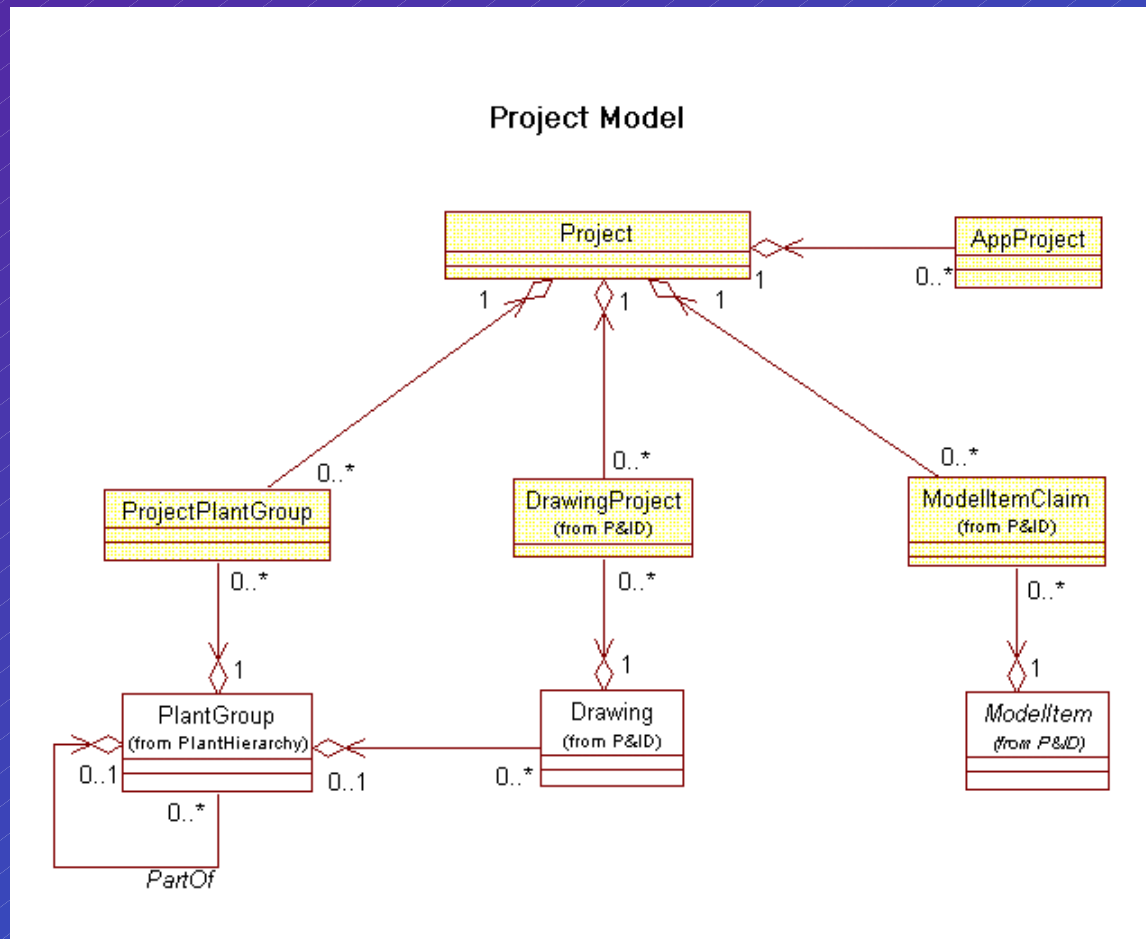 Project Model
Project
AppProject
1
0..*
1
1
1
0..*
0..*
0..*
ProjectPlantGroup
DrawingProject
(from P&ID)
ModelItemClaim
(from P&ID)
0..*
0..*
0..*
1
1
1
PlantGroup
(from PlantHierarchy)
Drawing
(from P&ID)
ModelItem
(from P&ID)
0..1
0..1
0..*
0..*
PartOf